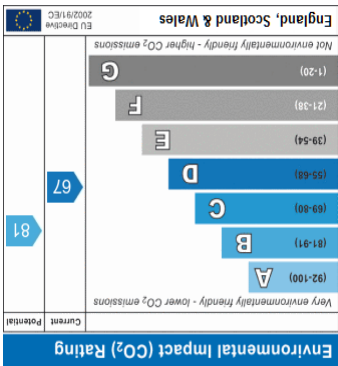 Environmental Impact (CO₂) Rating
Current Potential
Very environmentally friendly - lower CO₂ emissions
(92-100) A
(81-91) B
(69-80) C
(55-68) D
(39-54) E
(21-38) F
(1-20) G
Not environmentally friendly - higher CO₂ emissions
67
81
England, Scotland & Wales
EU Directive
2002/91/EC